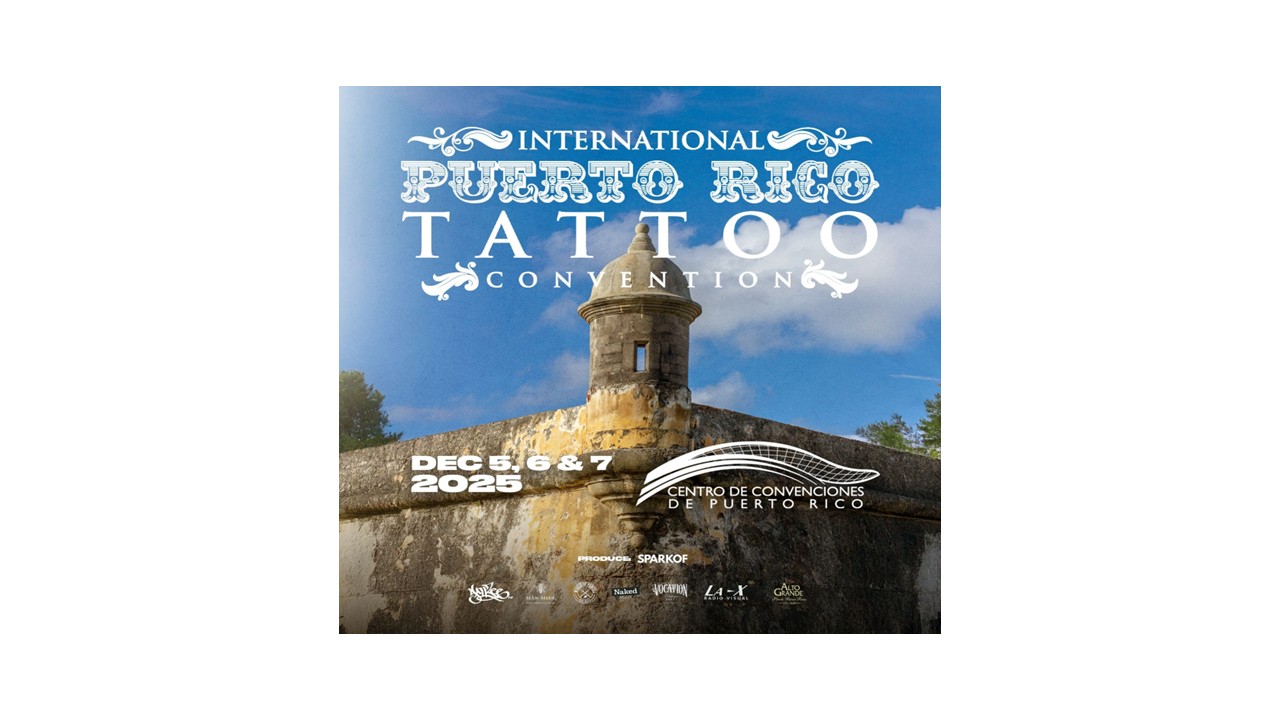 INTERNATIONAL
PUERTO RICO
TATTOO
CONVENTION
DEC 5, 6 & 7
2025
CENTRO DE CONVENCIONES
DE PUERTO RICO
PRODUCE: SPARKOF
Naked
VOCATION
LA-X
RADIO VISUAL
ALTO
GRANDE